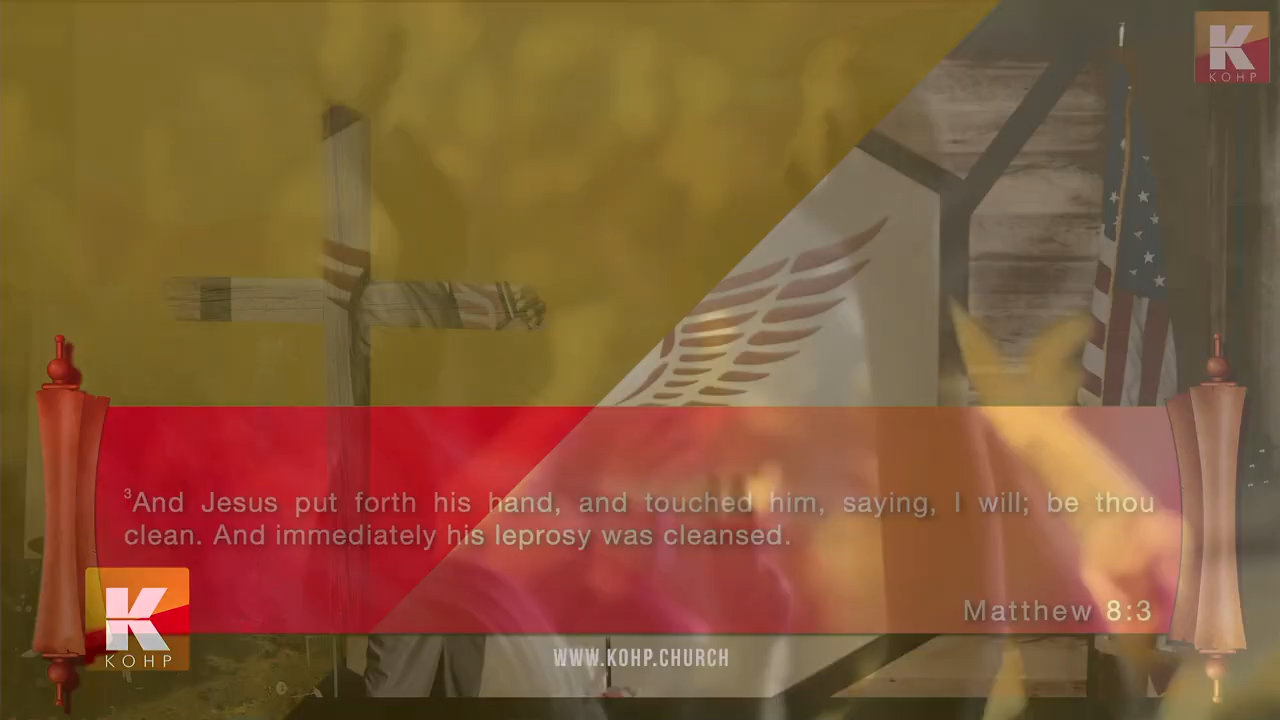 K
KOHP
³And Jesus put forth his hand, and touched him, saying, I will; be thou
clean. And immediately his leprosy was cleansed.
Matthew 8:3
K
KOHP
WWW.KOHP.CHURCH